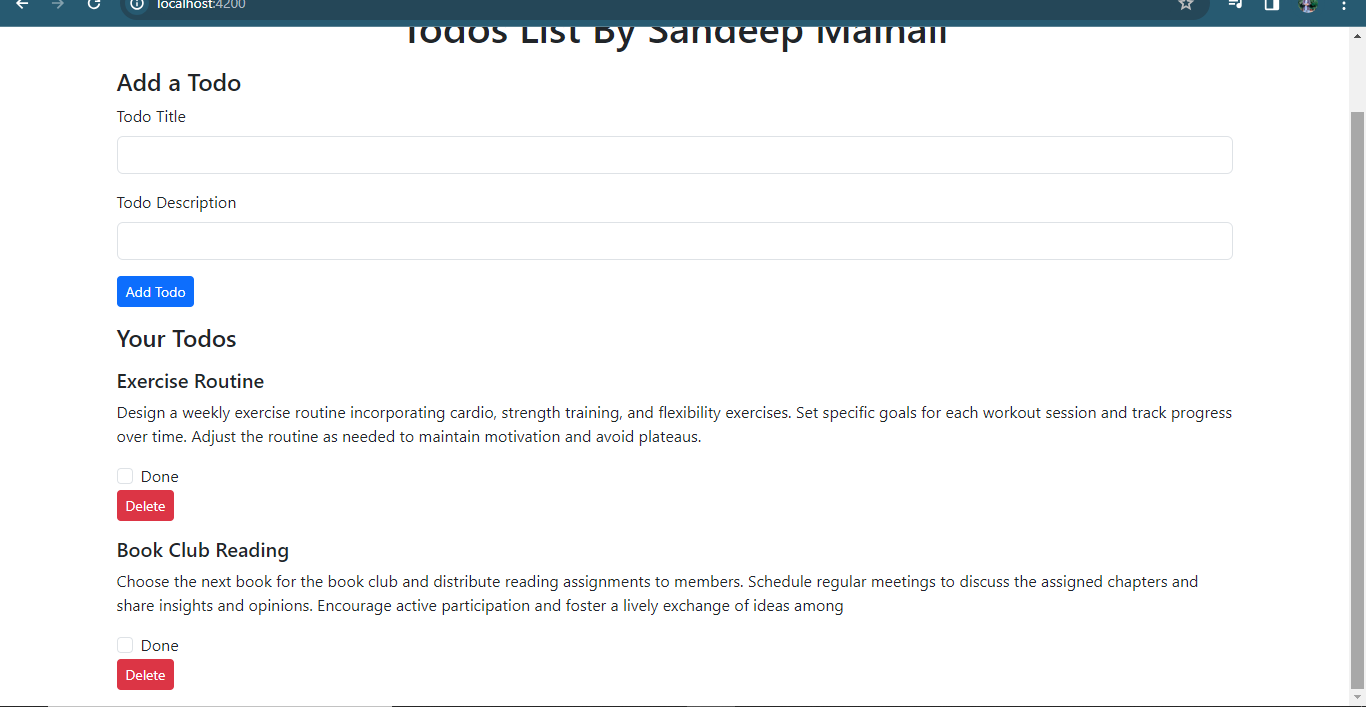 localhost:4200
Todos List By Sandeep Mainali
Add a Todo
Todo Title
Todo Description
Add Todo
Your Todos
Exercise Routine
Design a weekly exercise routine incorporating cardio, strength training, and flexibility exercises. Set specific goals for each workout session and track progress
over time. Adjust the routine as needed to maintain motivation and avoid plateaus.
Done
Delete
Book Club Reading
Choose the next book for the book club and distribute reading assignments to members. Schedule regular meetings to discuss the assigned chapters and
share insights and opinions. Encourage active participation and foster a lively exchange of ideas among
Done
Delete